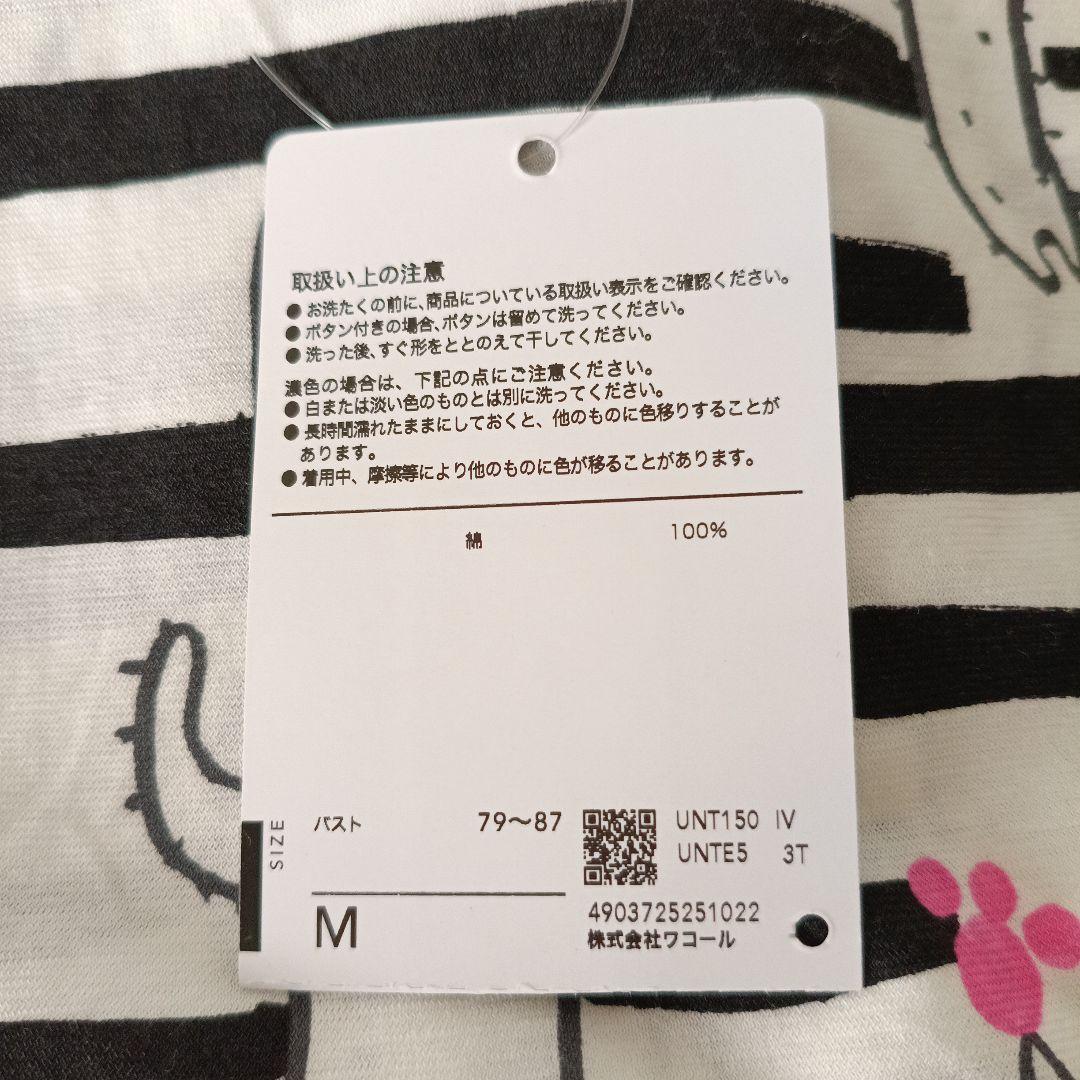 取扱い上の注意
●お洗たくの前に、商品についている取扱い表示をご確認ください。
●ボタン付きの場合、ボタンは留めて洗ってください。
●洗った後、すぐ形をととのえて干してください。
濃色の場合は、下記の点にご注意ください。
●白または淡い色のものとは別に洗ってください。
●長時間濡れたままにしておくと、他のものに色移りすることが
あります。
●着用中、摩擦等により他のものに色が移ることがあります。
綿 100%
SIZE
バスト 79〜87
M
UNT150 IV
UNTE5 3T
4903725251022
株式会社ワコール